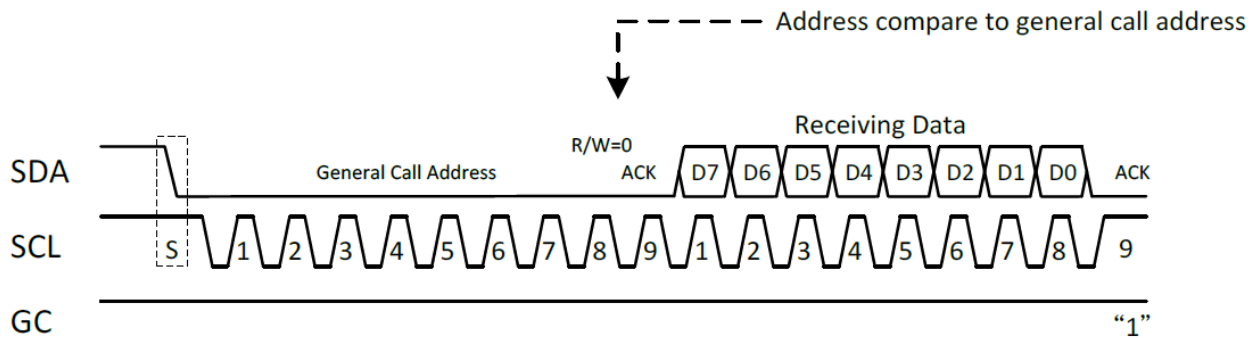 Address compare to general call address
Receiving Data
R/W=0
SDA General Call Address ACK D7 D6 D5 D4 D3 D2 D1 D0 ACK
SCL S 1 2 3 4 5 6 7 8 9 1 2 3 4 5 6 7 8 9
GC "1"